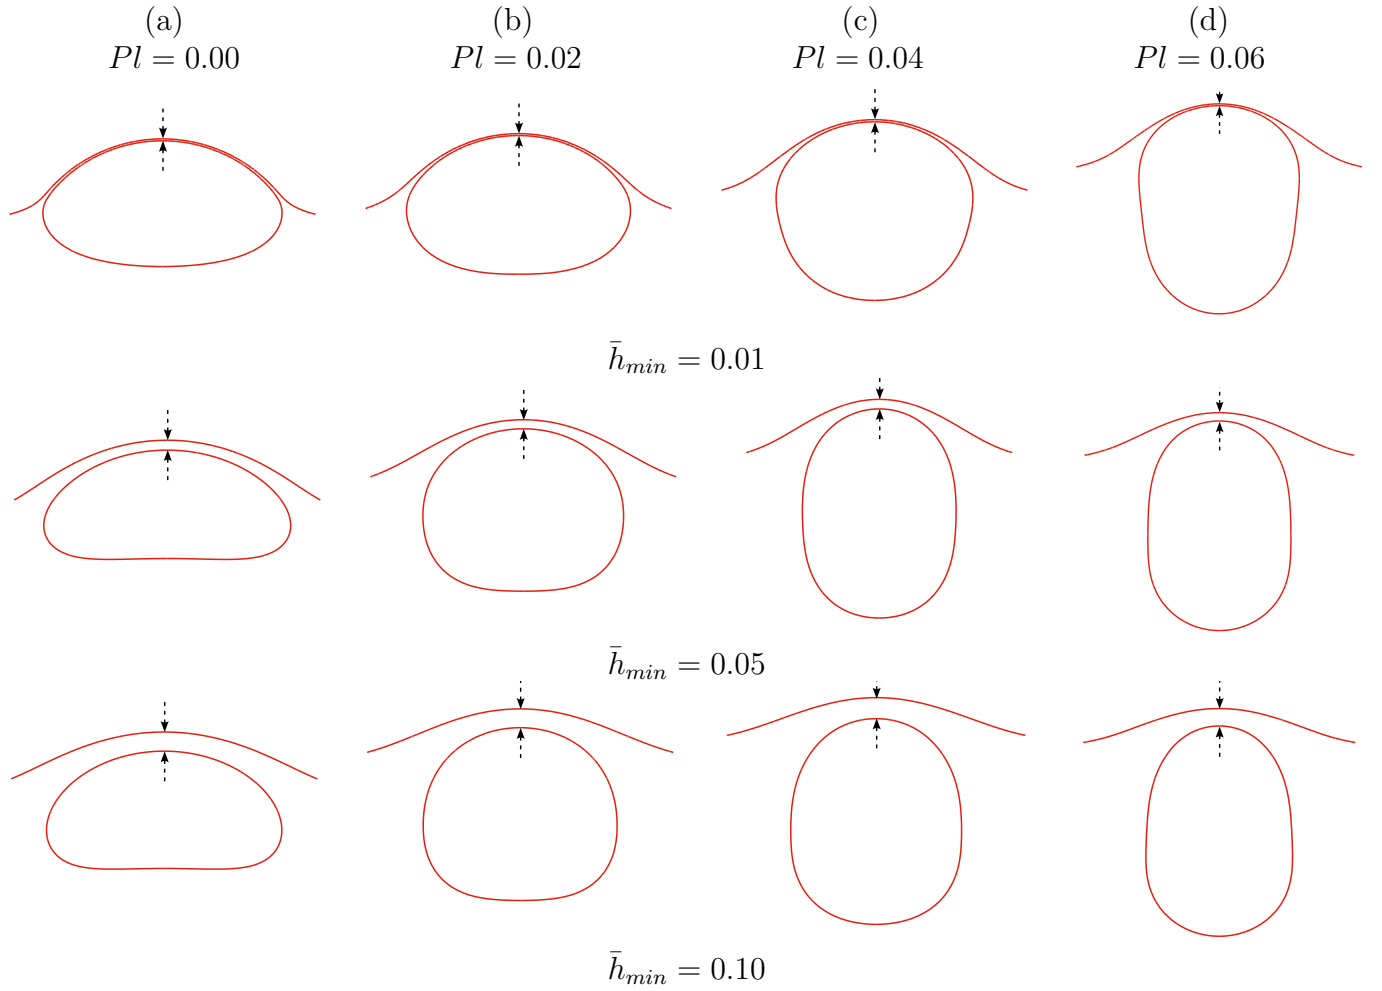 (a) (b) (c) (d)
Pl = 0.00 Pl = 0.02 Pl = 0.04 Pl = 0.06
h̄_min = 0.01
h̄_min = 0.05
h̄_min = 0.10